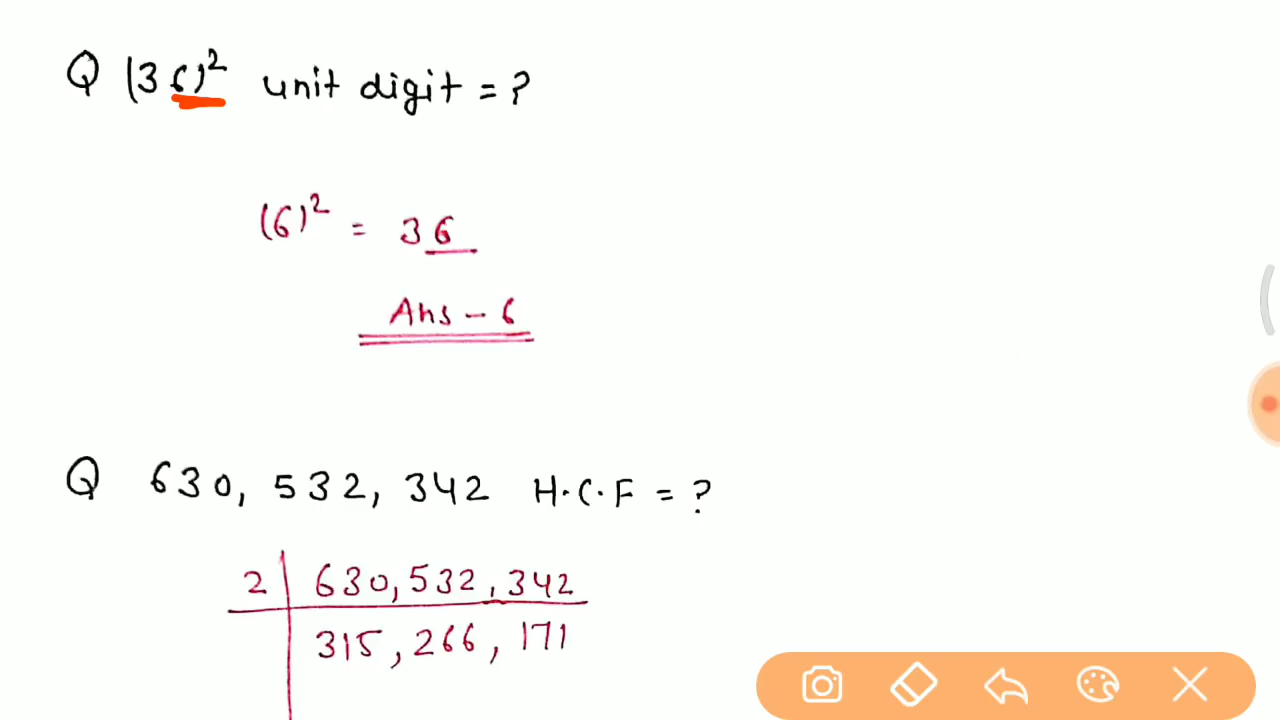 Q (36)² unit digit = ?
(6)² = 36
Ans - 6
Q 630, 532, 342 H.C.F = ?
2 | 630, 532, 342
315, 266, 171